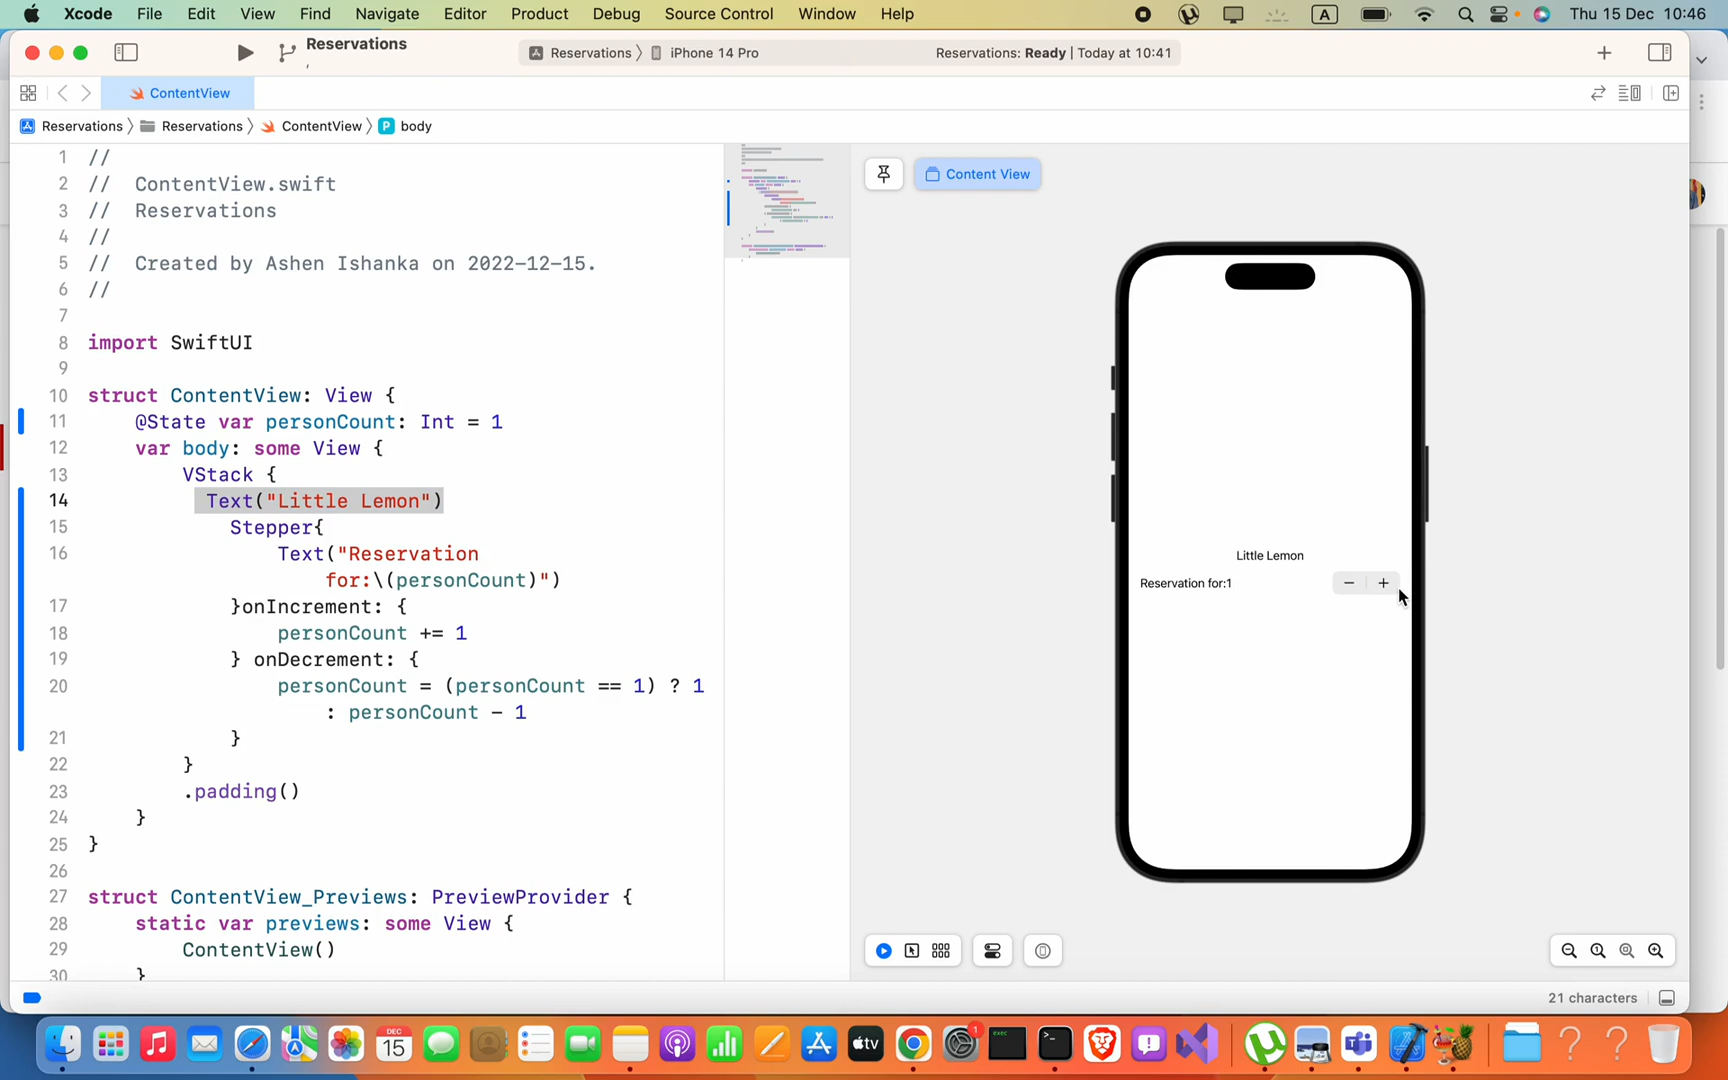 Xcode File Edit View Find Navigate Editor Product Debug Source Control Window Help A Thu 15 Dec 10:46
Reservations
Reservations 〉 iPhone 14 Pro
Reservations: Ready | Today at 10:41
ContentView
Reservations 〉 Reservations 〉 ContentView 〉 P body
1 //
2 // ContentView.swift
3 // Reservations
4 //
5 // Created by Ashen Ishanka on 2022-12-15.
6 //
7
8 import SwiftUI
9
10 struct ContentView: View {
11 @State var personCount: Int = 1
12 var body: some View {
13 VStack {
14 Text("Little Lemon")
15 Stepper{
16 Text("Reservation
for:\(personCount)")
17 }onIncrement: {
18 personCount += 1
19 } onDecrement: {
20 personCount = (personCount == 1) ? 1
: personCount - 1
21 }
22 }
23 .padding()
24 }
25 }
26
27 struct ContentView_Previews: PreviewProvider {
28 static var previews: some View {
29 ContentView()
30 }
Content View
Little Lemon
Reservation for:1 − +
21 characters
DEC
15
tv
1
exec